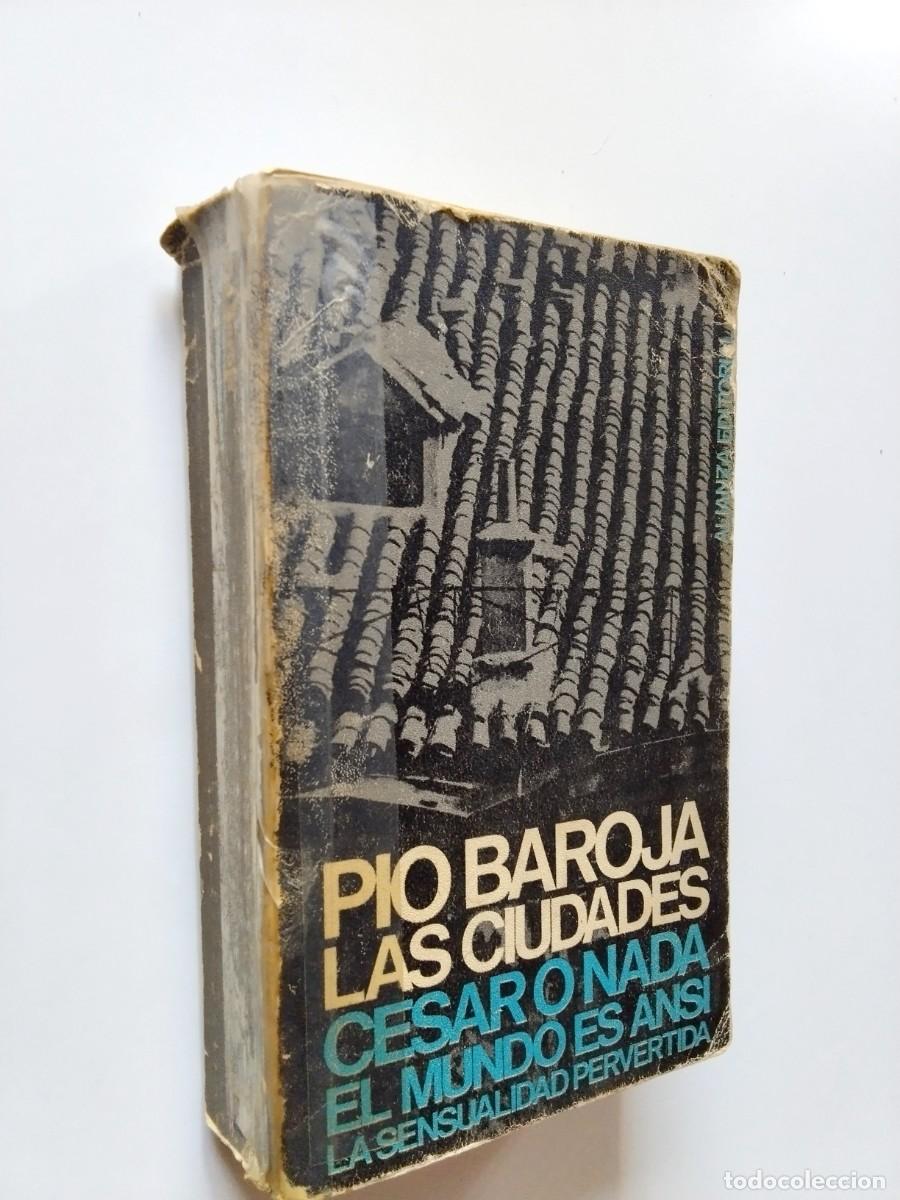 ALIANZA EDITORIAL
PIO BAROJA
LAS CIUDADES
CESAR O NADA
EL MUNDO ES ANSI
LA SENSUALIDAD PERVERTIDA
todocoleccion